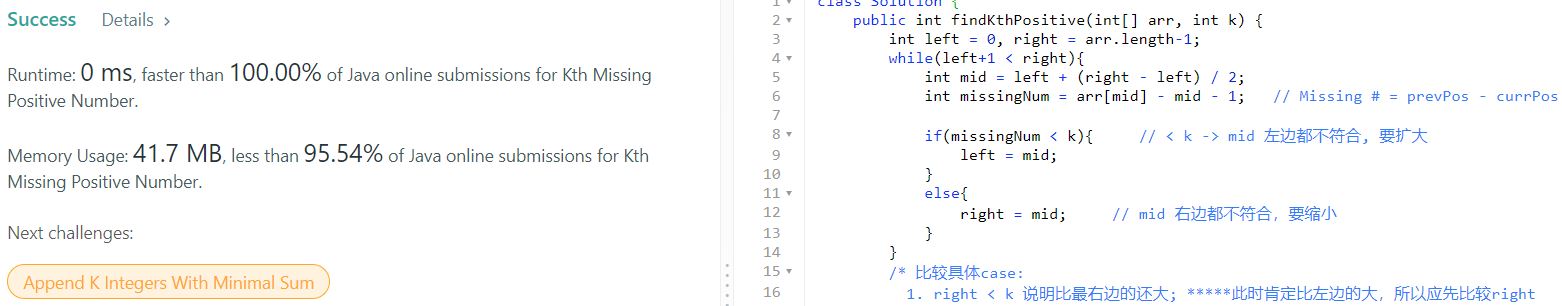 Success Details >
Runtime: 0 ms, faster than 100.00% of Java online submissions for Kth Missing
Positive Number.
Memory Usage: 41.7 MB, less than 95.54% of Java online submissions for Kth
Missing Positive Number.
Next challenges:
Append K Integers With Minimal Sum
1 class Solution {
2 public int findKthPositive(int[] arr, int k) {
3 int left = 0, right = arr.length-1;
4 while(left+1 < right){
5 int mid = left + (right - left) / 2;
6 int missingNum = arr[mid] - mid - 1; // Missing # = prevPos - currPos
7
8 if(missingNum < k){ // < k -> mid 左边都不符合, 要扩大
9 left = mid;
10 }
11 else{
12 right = mid; // mid 右边都不符合, 要缩小
13 }
14 }
15 /* 比较具体case:
16 1. right < k 说明比最右边的还大; *****此时肯定比左边的大, 所以应先比较right